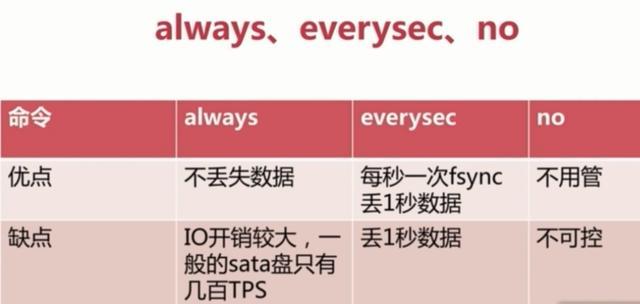 always、everysec、no
命令 always everysec no
优点 不丢失数据 每秒一次fsync 不用管
丢1秒数据
缺点 IO开销较大，一 丢1秒数据 不可控
般的sata盘只有
几百TPS